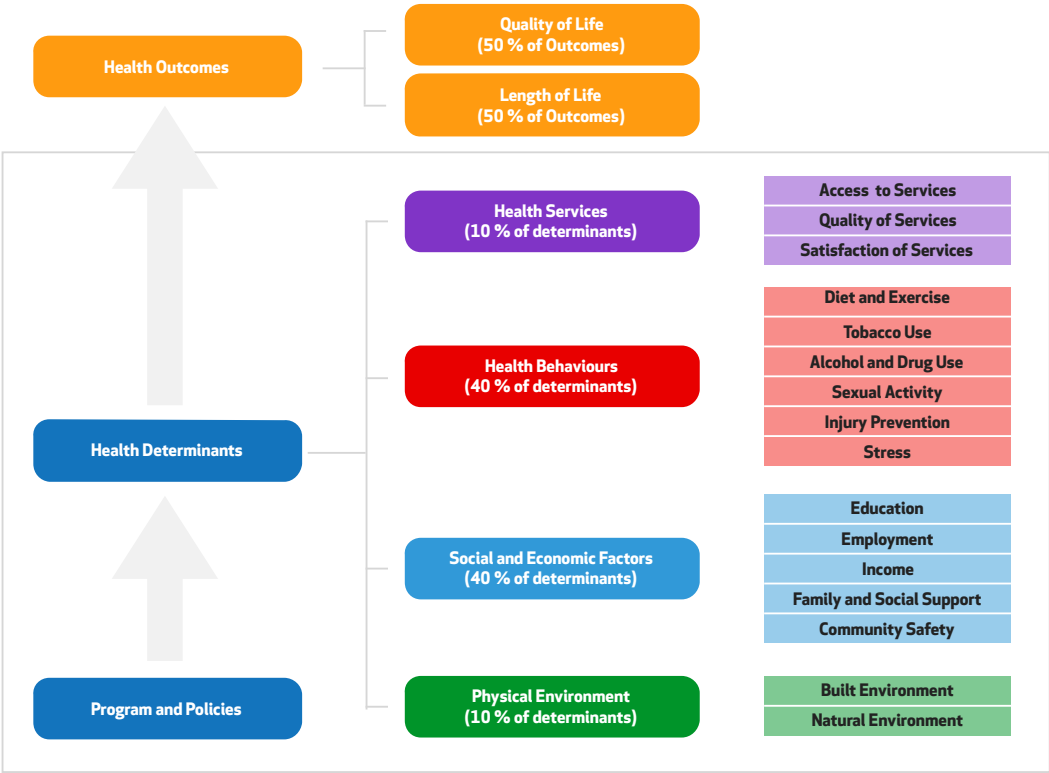 Health Outcomes
Quality of Life
(50 % of Outcomes)
Length of Life
(50 % of Outcomes)
Health Services
(10 % of determinants)
Access to Services
Quality of Services
Satisfaction of Services
Health Behaviours
(40 % of determinants)
Diet and Exercise
Tobacco Use
Alcohol and Drug Use
Sexual Activity
Injury Prevention
Stress
Health Determinants
Social and Economic Factors
(40 % of determinants)
Education
Employment
Income
Family and Social Support
Community Safety
Program and Policies
Physical Environment
(10 % of determinants)
Built Environment
Natural Environment